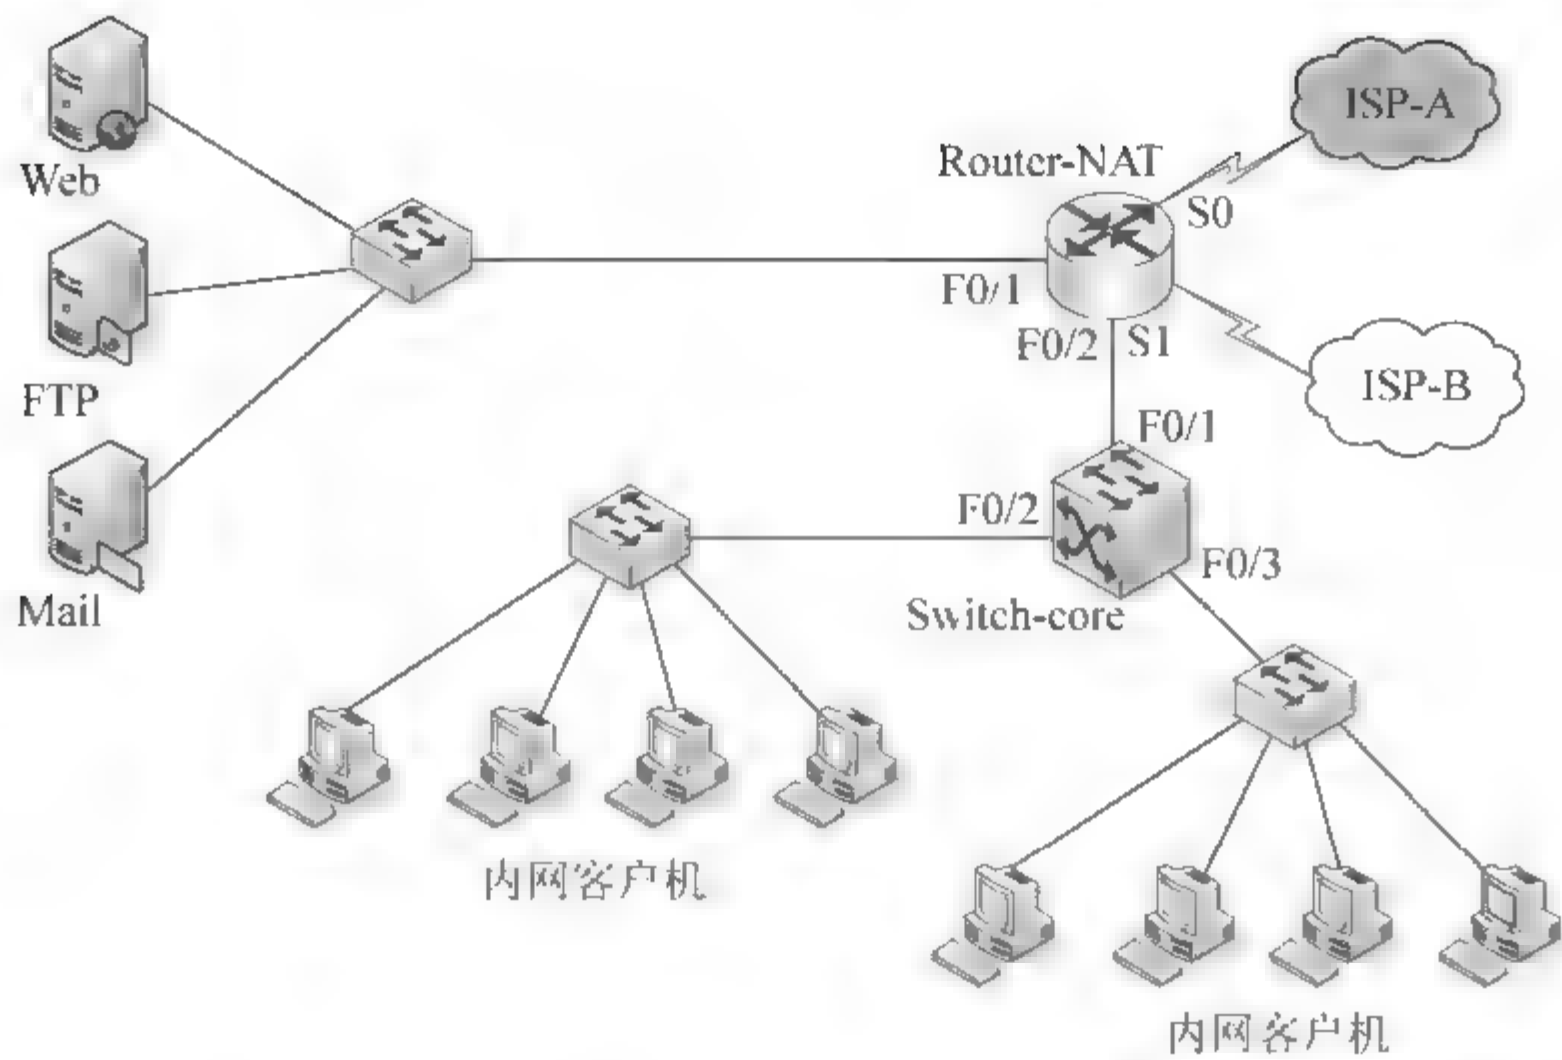 Web
FTP
Mail
Router-NAT
ISP-A
S0
F0/1
F0/2
S1
ISP-B
F0/1
F0/2
F0/3
Switch-core
内网客户机
内网客户机